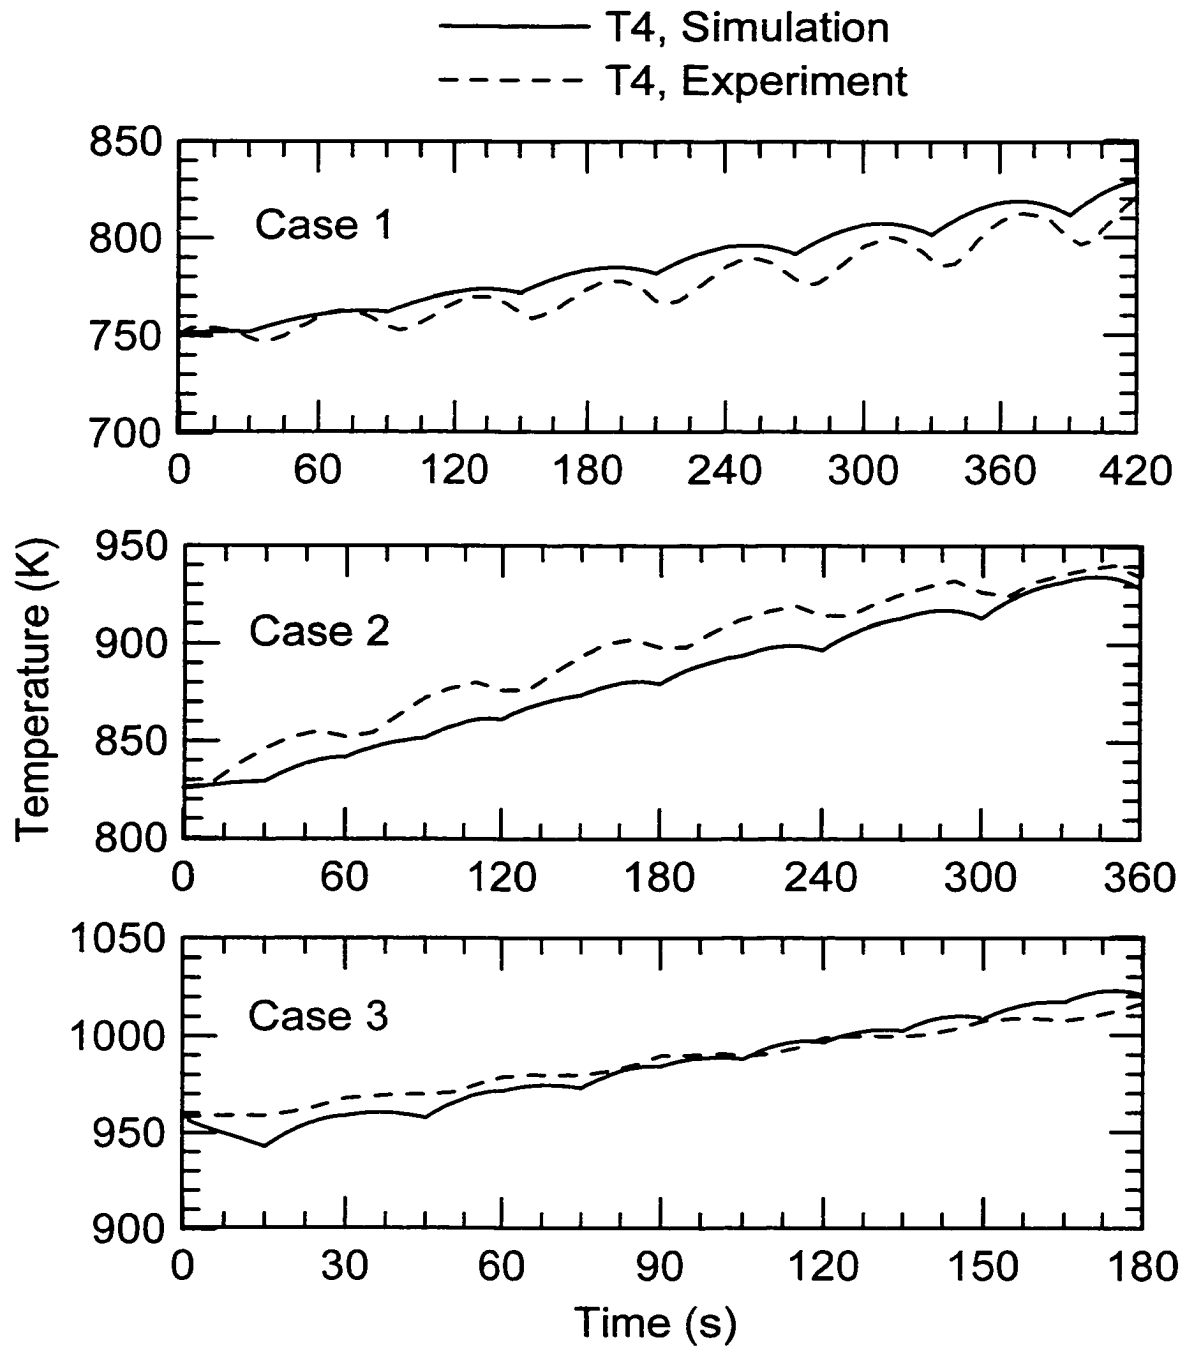 T4, Simulation
T4, Experiment
850
800
750
700
Case 1
0 60 120 180 240 300 360 420
Temperature (K)
950
900
850
800
Case 2
0 60 120 180 240 300 360
1050
1000
950
900
Case 3
0 30 60 90 120 150 180
Time (s)